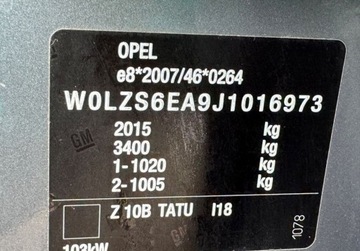 OPEL
e8*2007/46*0264
W0LZS6EA9J1016973
2015 kg
3400 kg
1-1020 kg
2-1005 kg
GM
Z 10B TATU I18
1078
103kW